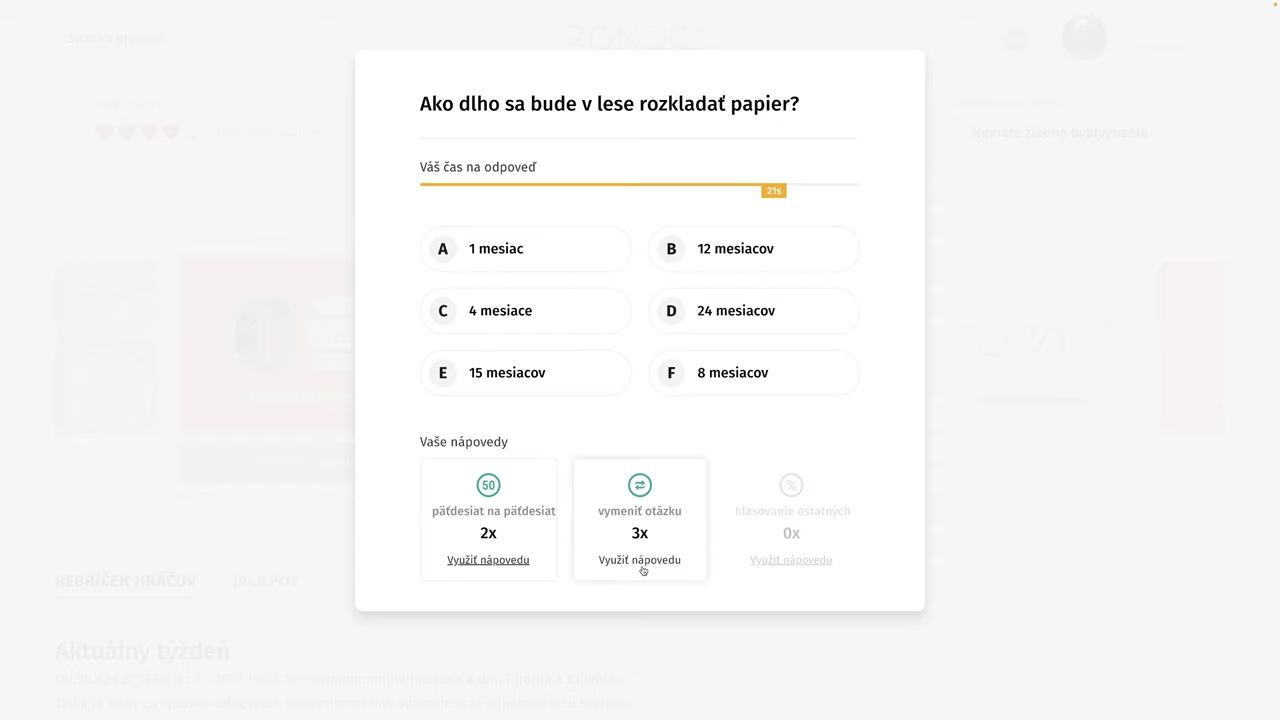 Ako dlho sa bude v lese rozkladať papier?
Váš čas na odpoveď
21s
A 1 mesiac
B 12 mesiacov
C 4 mesiace
D 24 mesiacov
E 15 mesiacov
F 8 mesiacov
Vaše nápovedy
50
päťdesiat na päťdesiat
2x
Využiť nápovedu
vymeniť otázku
3x
Využiť nápovedu
%
hlasovanie ostatných
0x
Využiť nápovedu
REBRÍČEK HRÁČOV
JACKPOT
Aktuálny týždeň